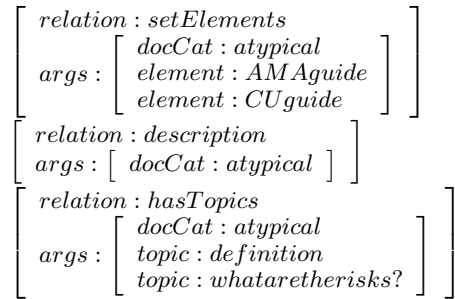 relation : setElements
docCat : atypical
args : element : AMAguide
element : CUguide
relation : description
args : [ docCat : atypical ]
relation : hasTopics
docCat : atypical
args : topic : definition
topic : whataretherisks?